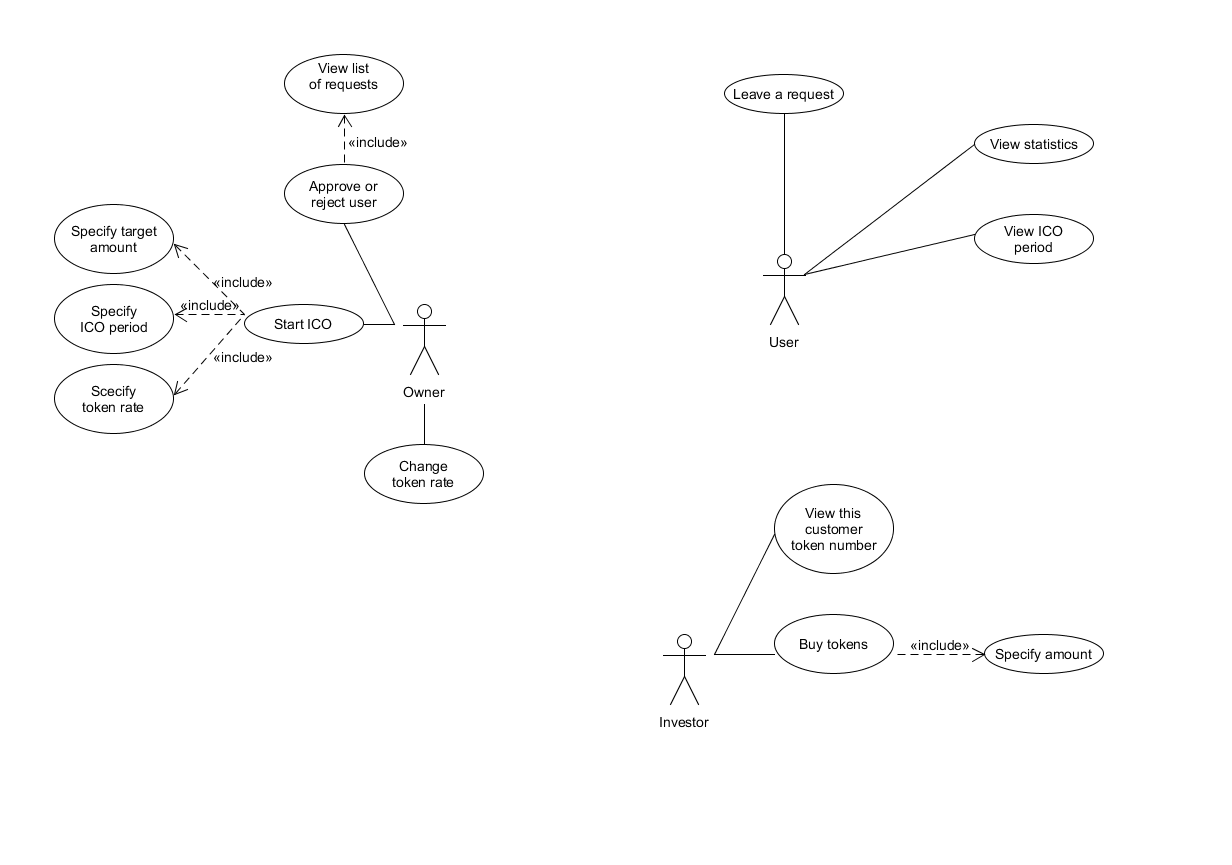 View list
of requests
«include»
Approve or
reject user
Specify target
amount
«include»
«include»
Specify
ICO period
Start ICO
«include»
Scecify
token rate
Owner
Change
token rate
Leave a request
View statistics
View ICO
period
User
View this
customer
token number
Buy tokens
«include»
Specify amount
Investor